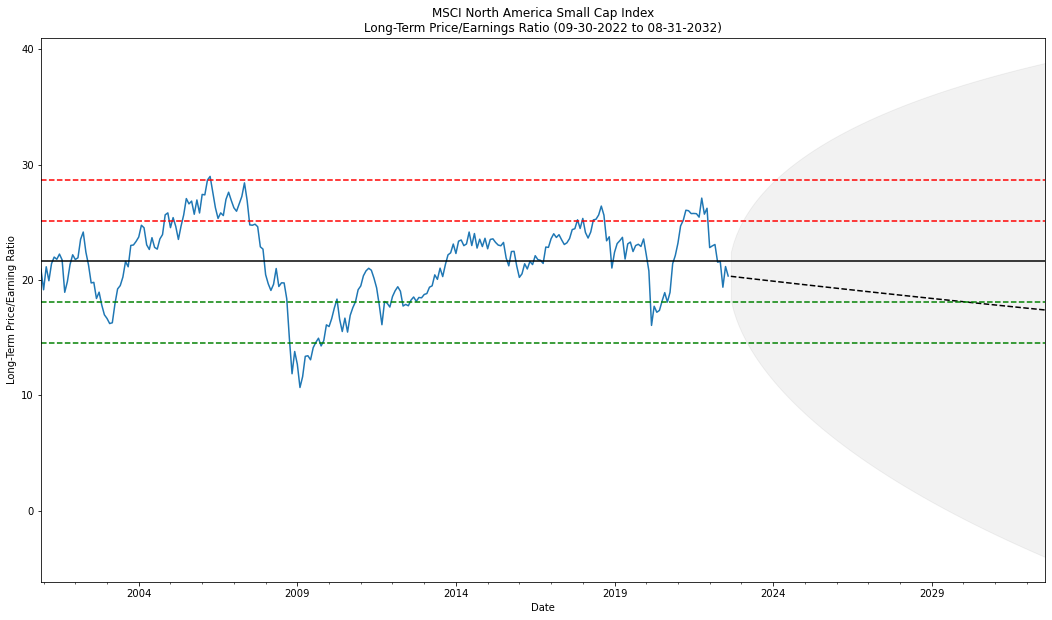 MSCI North America Small Cap Index
Long-Term Price/Earnings Ratio (09-30-2022 to 08-31-2032)
Long-Term Price/Earning Ratio
40
30
20
10
0
2004
2009
2014
2019
2024
2029
Date